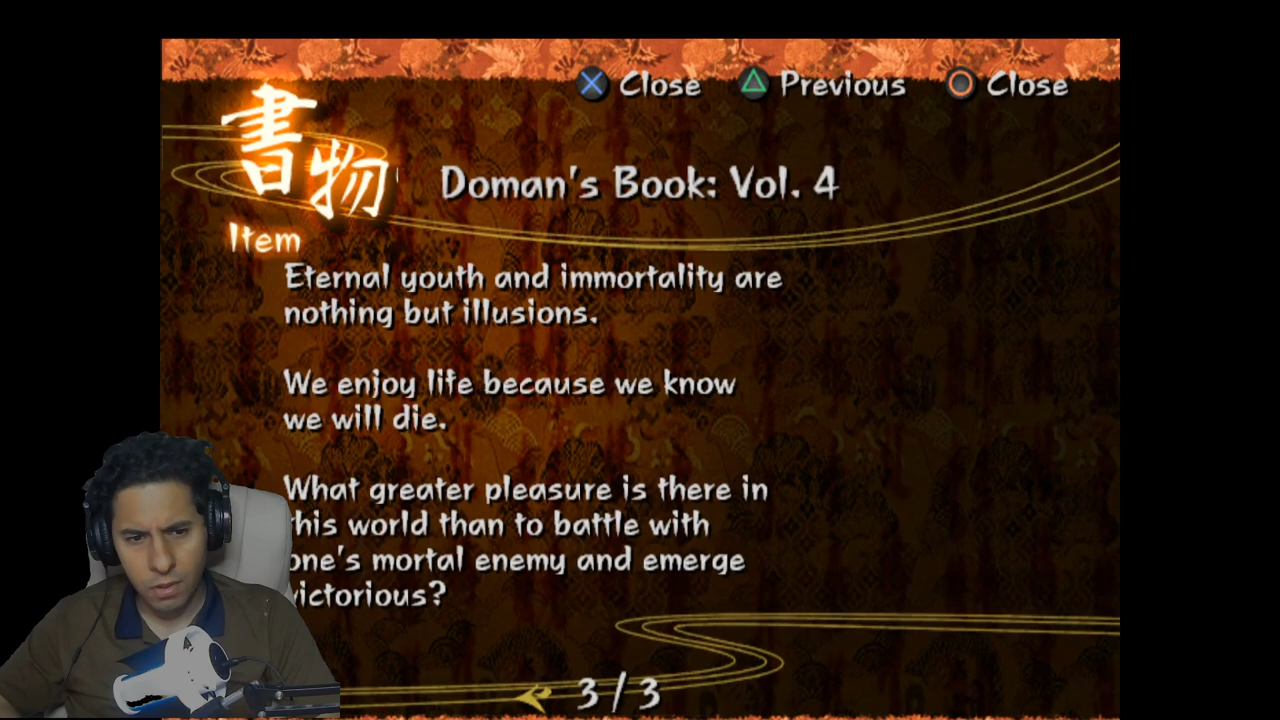 Close Previous Close
書物
Item
Doman's Book: Vol. 4
Eternal youth and immortality are
nothing but illusions.
We enjoy life because we know
we will die.
What greater pleasure is there in
this world than to battle with
one's mortal enemy and emerge
victorious?
3/3